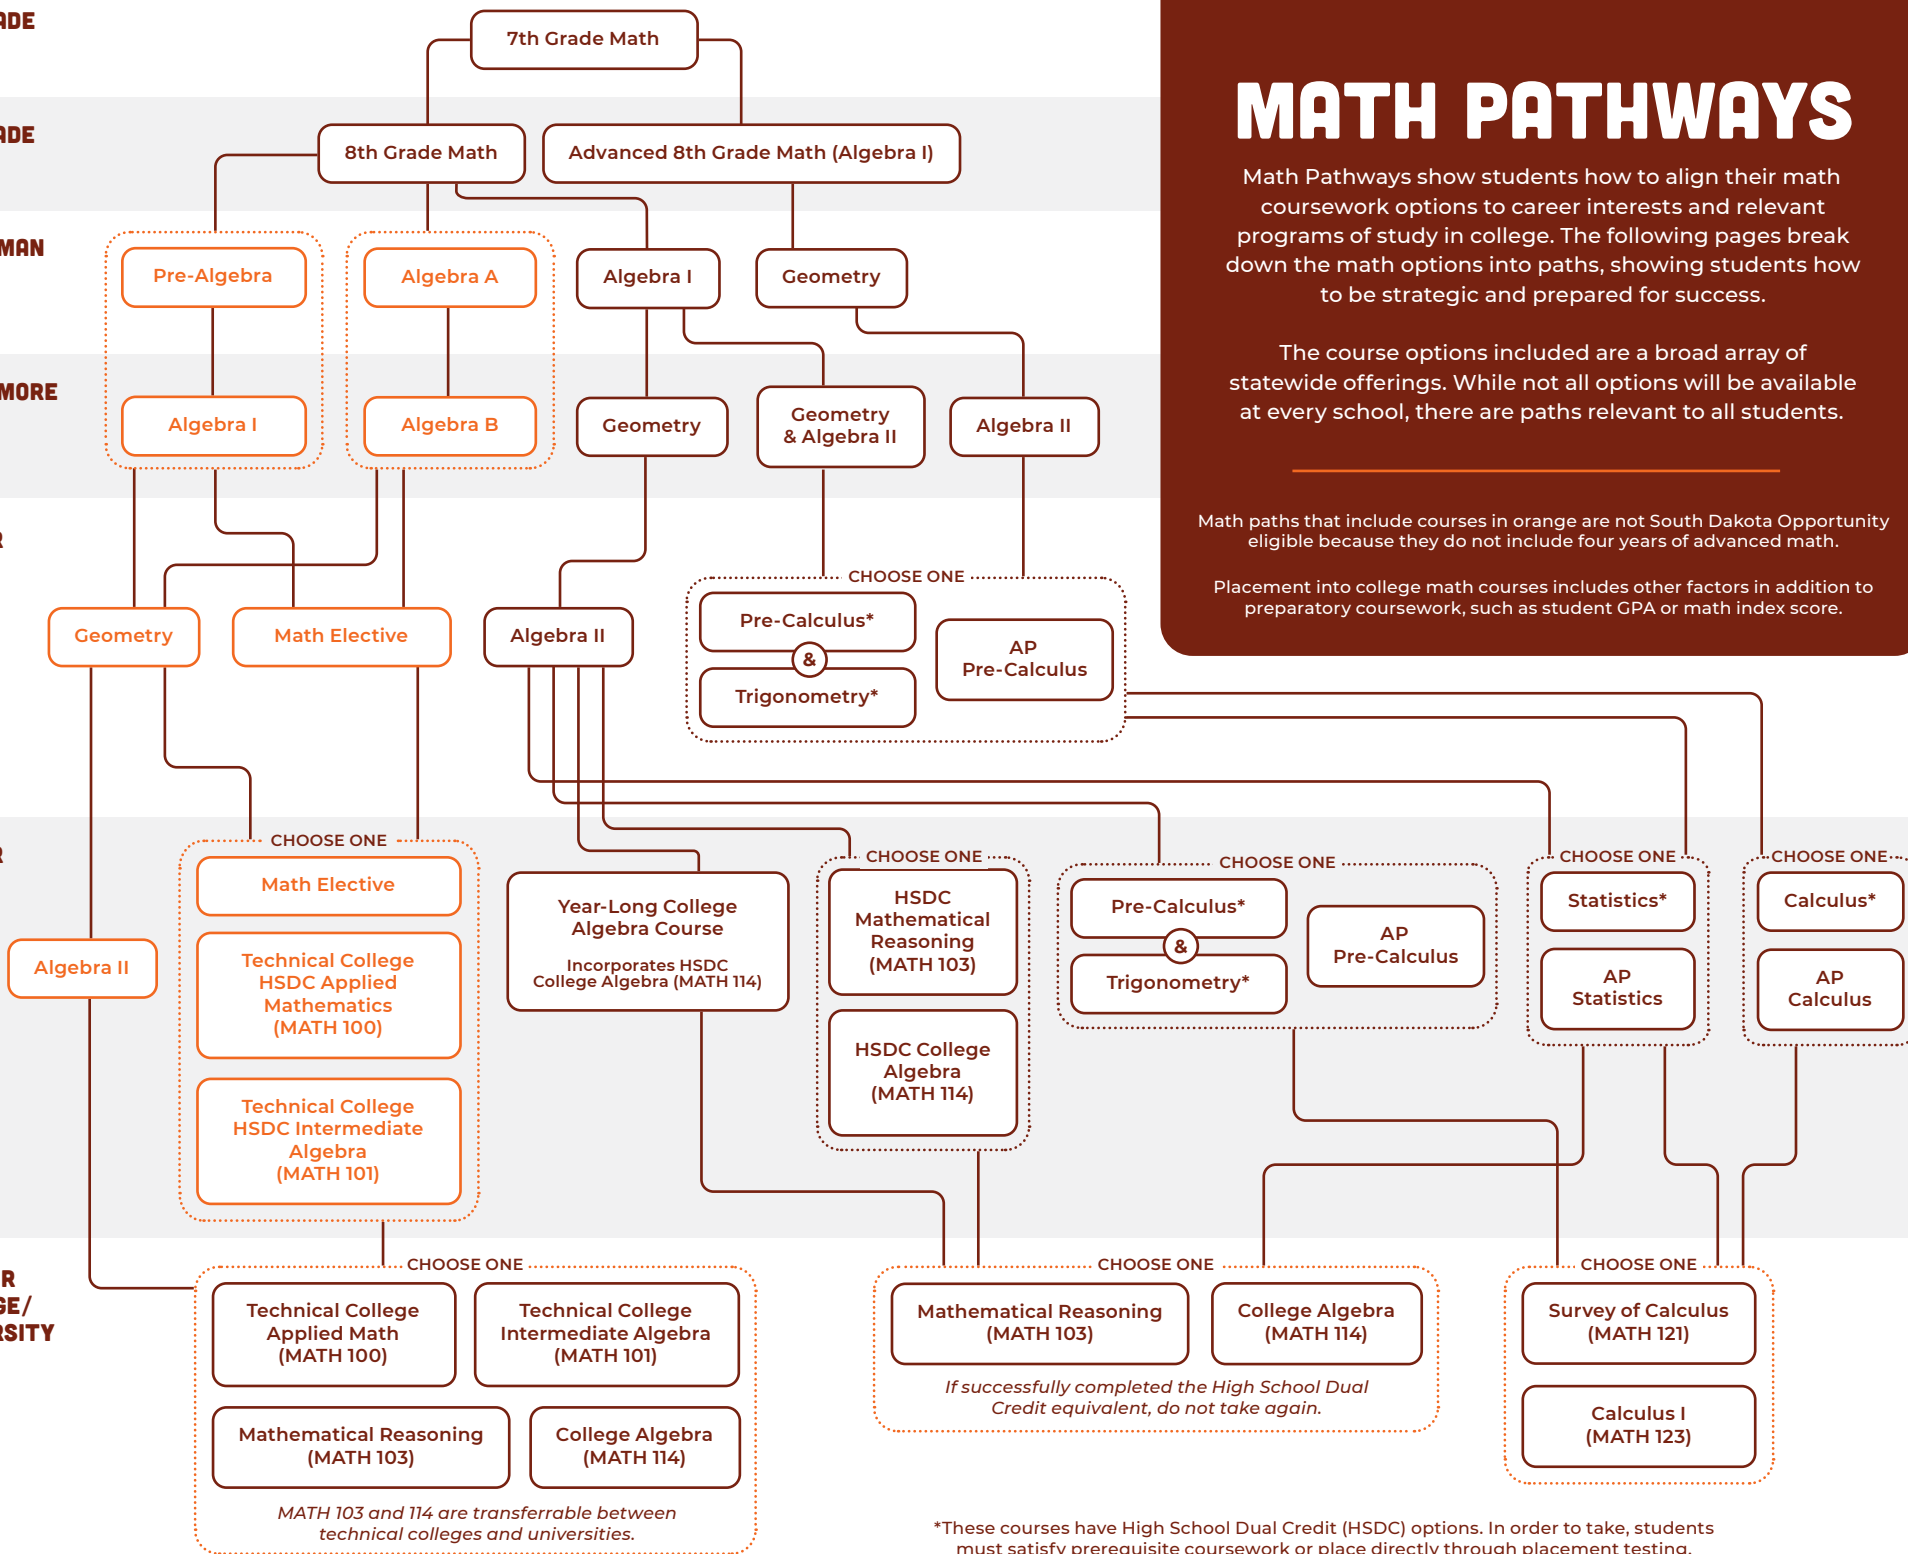 ADE
7th Grade Math
ADE
8th Grade Math
Advanced 8th Grade Math (Algebra I)
MAN
Pre-Algebra
Algebra A
Algebra I
Geometry
MORE
Algebra I
Algebra B
Geometry
Geometry
& Algebra II
Algebra II
MATH PATHWAYS
Math Pathways show students how to align their math
coursework options to career interests and relevant
programs of study in college. The following pages break
down the math options into paths, showing students how
to be strategic and prepared for success.
The course options included are a broad array of
statewide offerings. While not all options will be available
at every school, there are paths relevant to all students.
Math paths that include courses in orange are not South Dakota Opportunity
eligible because they do not include four years of advanced math.
Placement into college math courses includes other factors in addition to
preparatory coursework, such as student GPA or math index score.
R
Geometry
Math Elective
Algebra II
CHOOSE ONE
Pre-Calculus*
&
Trigonometry*
AP
Pre-Calculus
R
Algebra II
CHOOSE ONE
Math Elective
Technical College
HSDC Applied
Mathematics
(MATH 100)
Technical College
HSDC Intermediate
Algebra
(MATH 101)
Year-Long College
Algebra Course
Incorporates HSDC
College Algebra (MATH 114)
CHOOSE ONE
HSDC
Mathematical
Reasoning
(MATH 103)
HSDC College
Algebra
(MATH 114)
CHOOSE ONE
Pre-Calculus*
&
Trigonometry*
AP
Pre-Calculus
CHOOSE ONE
Statistics*
AP
Statistics
CHOOSE ONE
Calculus*
AP
Calculus
R
GE/
RSITY
CHOOSE ONE
Technical College
Applied Math
(MATH 100)
Technical College
Intermediate Algebra
(MATH 101)
Mathematical Reasoning
(MATH 103)
College Algebra
(MATH 114)
MATH 103 and 114 are transferrable between
technical colleges and universities.
CHOOSE ONE
Mathematical Reasoning
(MATH 103)
College Algebra
(MATH 114)
If successfully completed the High School Dual
Credit equivalent, do not take again.
CHOOSE ONE
Survey of Calculus
(MATH 121)
Calculus I
(MATH 123)
*These courses have High School Dual Credit (HSDC) options. In order to take, students
must satisfy prerequisite coursework or place directly through placement testing.